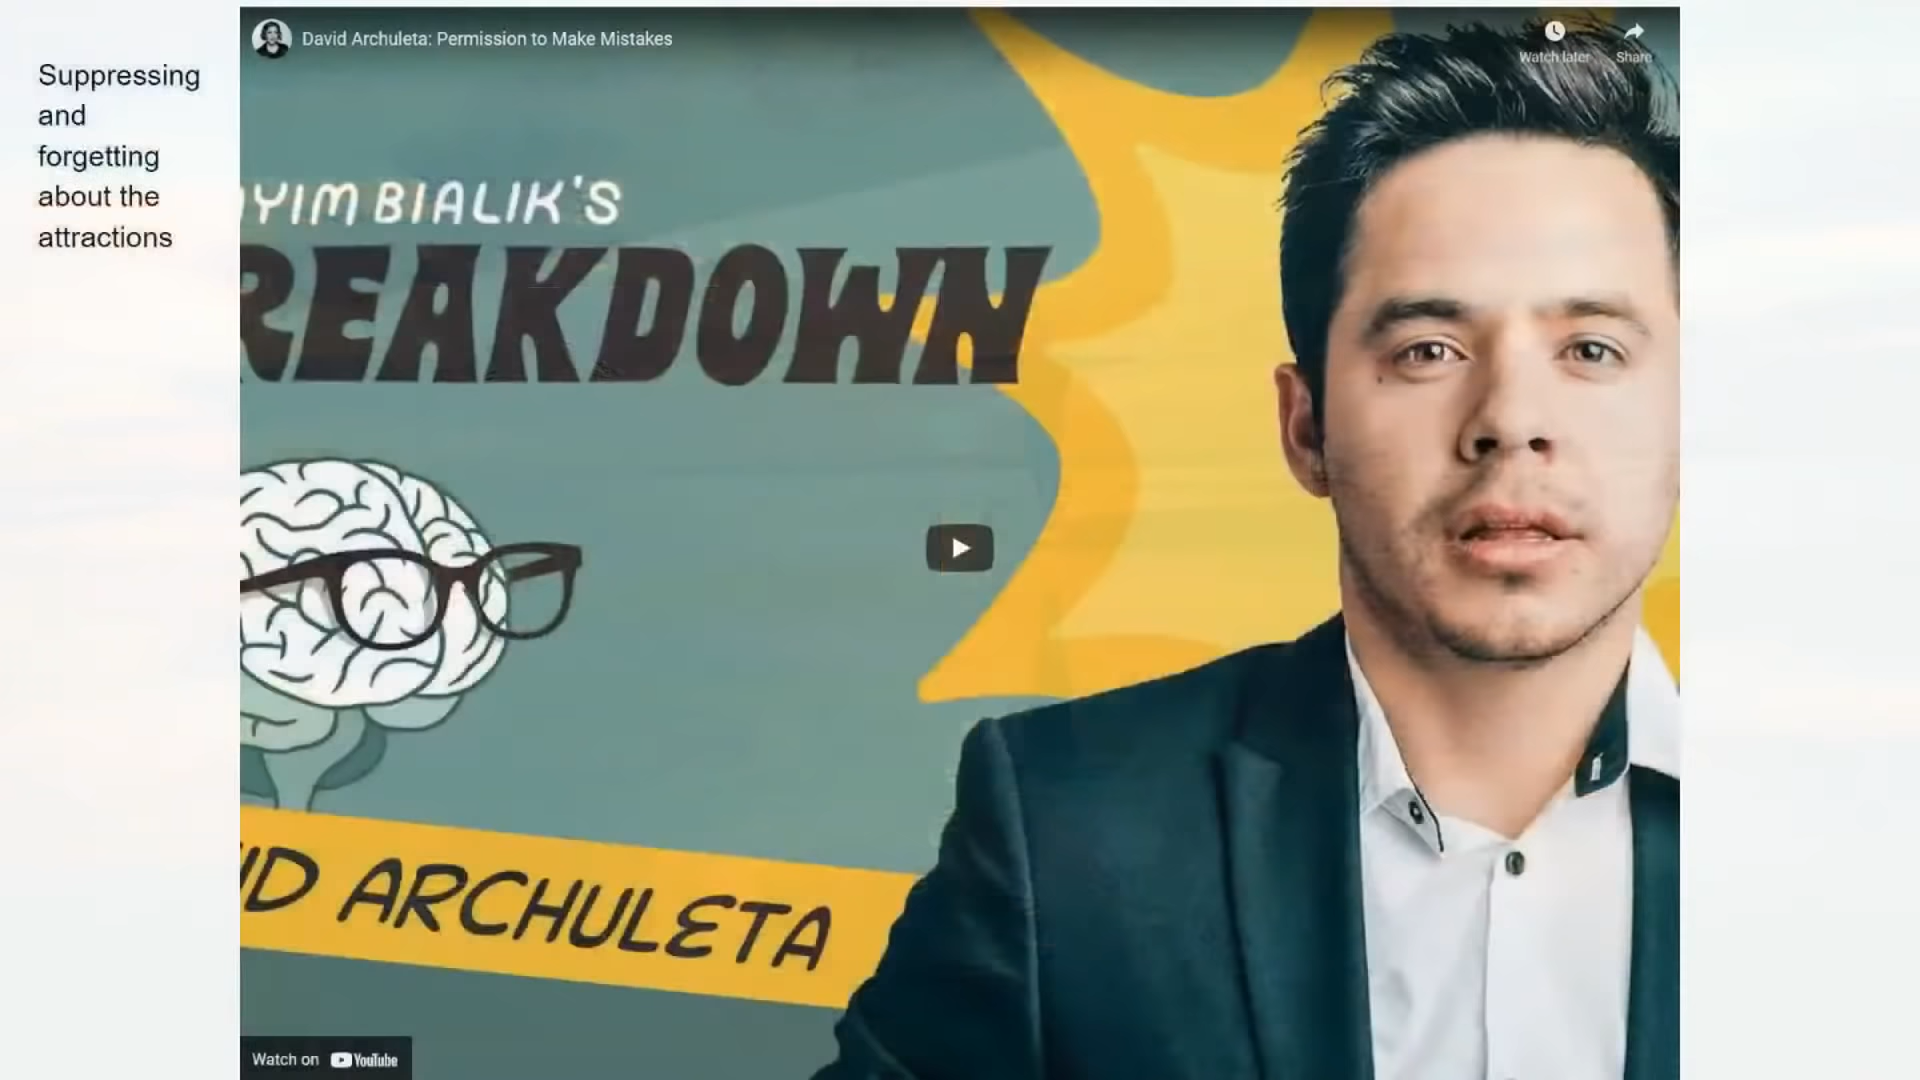 Suppressing
and
forgetting
about the
attractions
David Archuleta: Permission to Make Mistakes
Watch later
Share
YIM BIALIK'S
REAKDOWN
ID ARCHULETA
Watch on YouTube